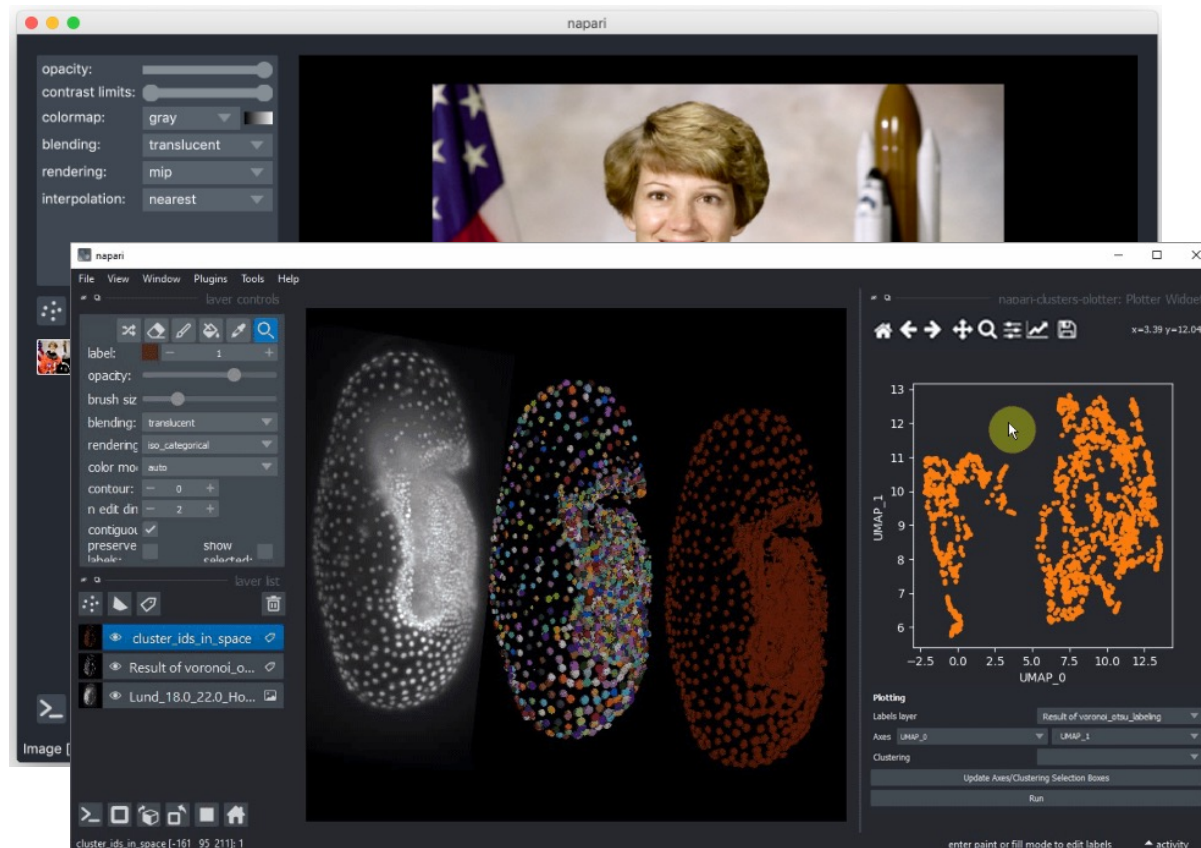 napari
opacity:
contrast limits:
colormap: gray
blending: translucent
rendering: mip
interpolation: nearest
Image [
napari
File View Window Plugins Tools Help
layer controls
label: 1
opacity:
brush siz
blending: translucent
rendering iso_categorical
color mo auto
contour: 0
n edit din 2
contiguou
preserve show
labels: selected:
layer list
cluster_ids_in_space
Result of voronoi_o...
Lund_18.0_22.0_Ho...
cluster_ids_in_space [-161 95 211]: 1
napari-clusters-plotter: Plotter Widget
x=3.39 y=12.04
13
12
11
10
9
8
7
6
UMAP_1
−2.5 0.0 2.5 5.0 7.5 10.0 12.5
UMAP_0
Plotting
Labels layer Result of voronoi_otsu_labeling
Axes UMAP_0 UMAP_1
Clustering
Update Axes/Clustering Selection Boxes
Run
enter paint or fill mode to edit labels activity